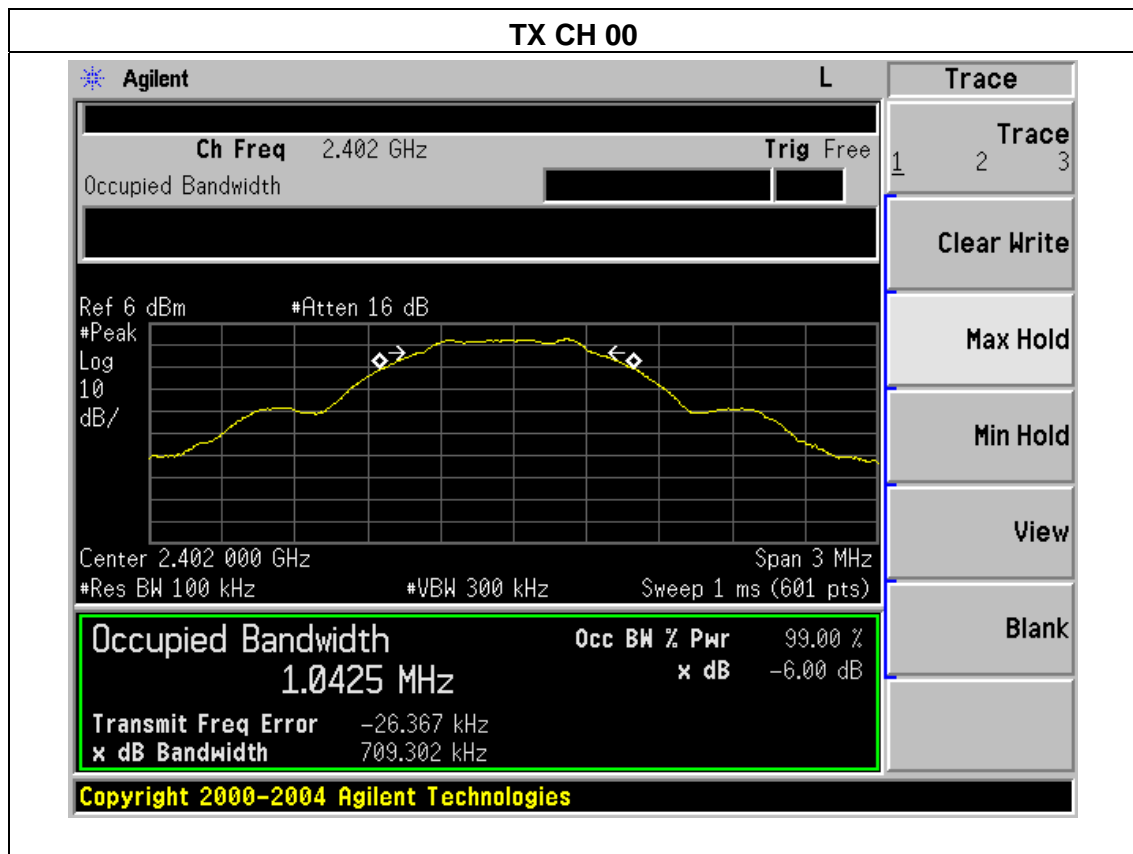 TX CH 00
Agilent L Trace
Ch Freq 2.402 GHz Trig Free
Occupied Bandwidth
Trace
1 2 3
Clear Write
Max Hold
Min Hold
View
Blank
Ref 6 dBm #Atten 16 dB
#Peak
Log
10
dB/
Center 2.402 000 GHz Span 3 MHz
#Res BW 100 kHz #VBW 300 kHz Sweep 1 ms (601 pts)
Occupied Bandwidth Occ BW % Pwr 99.00 %
1.0425 MHz x dB -6.00 dB
Transmit Freq Error -26.367 kHz
x dB Bandwidth 709.302 kHz
Copyright 2000-2004 Agilent Technologies